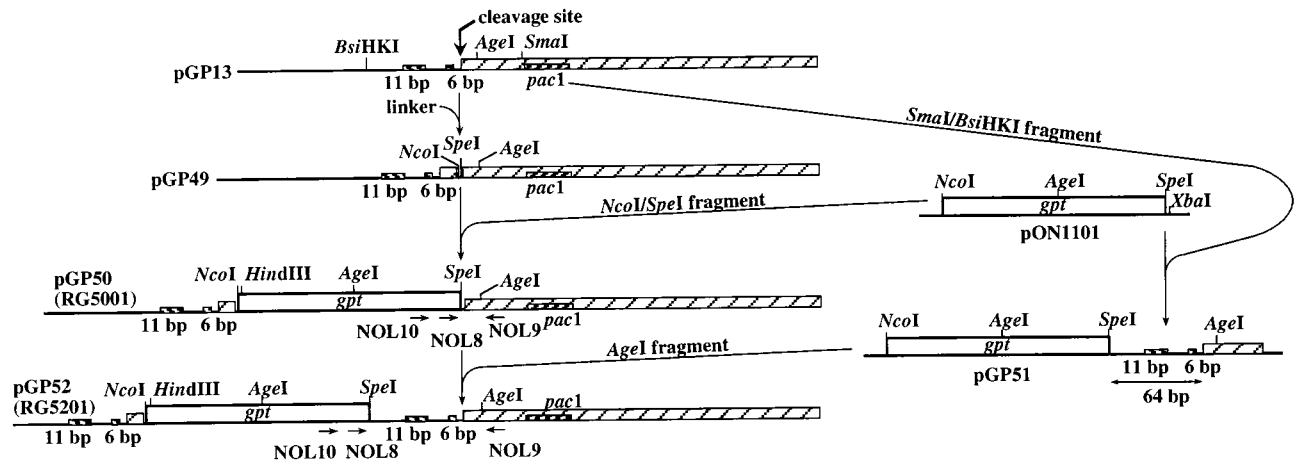 cleavage site
BsiHKI
AgeI
SmaI
pGP13
11 bp
6 bp
pac1
linker
SmaI/BsiHKI fragment
SpeI
NcoI
AgeI
pGP49
11 bp
6 bp
pac1
NcoI/SpeI fragment
NcoI
AgeI
SpeI
gpt
XbaI
pON1101
pGP50
(RG5001)
NcoI
HindIII
AgeI
SpeI
AgeI
gpt
11 bp
6 bp
NOL10
NOL8
NOL9
pac1
AgeI fragment
NcoI
AgeI
SpeI
AgeI
gpt
pGP51
11 bp
6 bp
64 bp
pGP52
(RG5201)
NcoI
HindIII
AgeI
SpeI
AgeI
pac1
gpt
11 bp
6 bp
11 bp
6 bp
NOL10
NOL8
NOL9